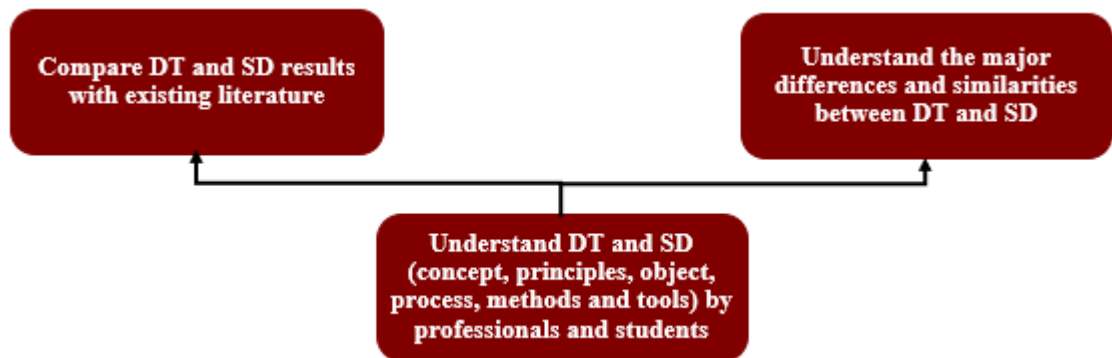 Compare DT and SD results
with existing literature
Understand the major
differences and similarities
between DT and SD
Understand DT and SD
(concept, principles, object,
process, methods and tools) by
professionals and students